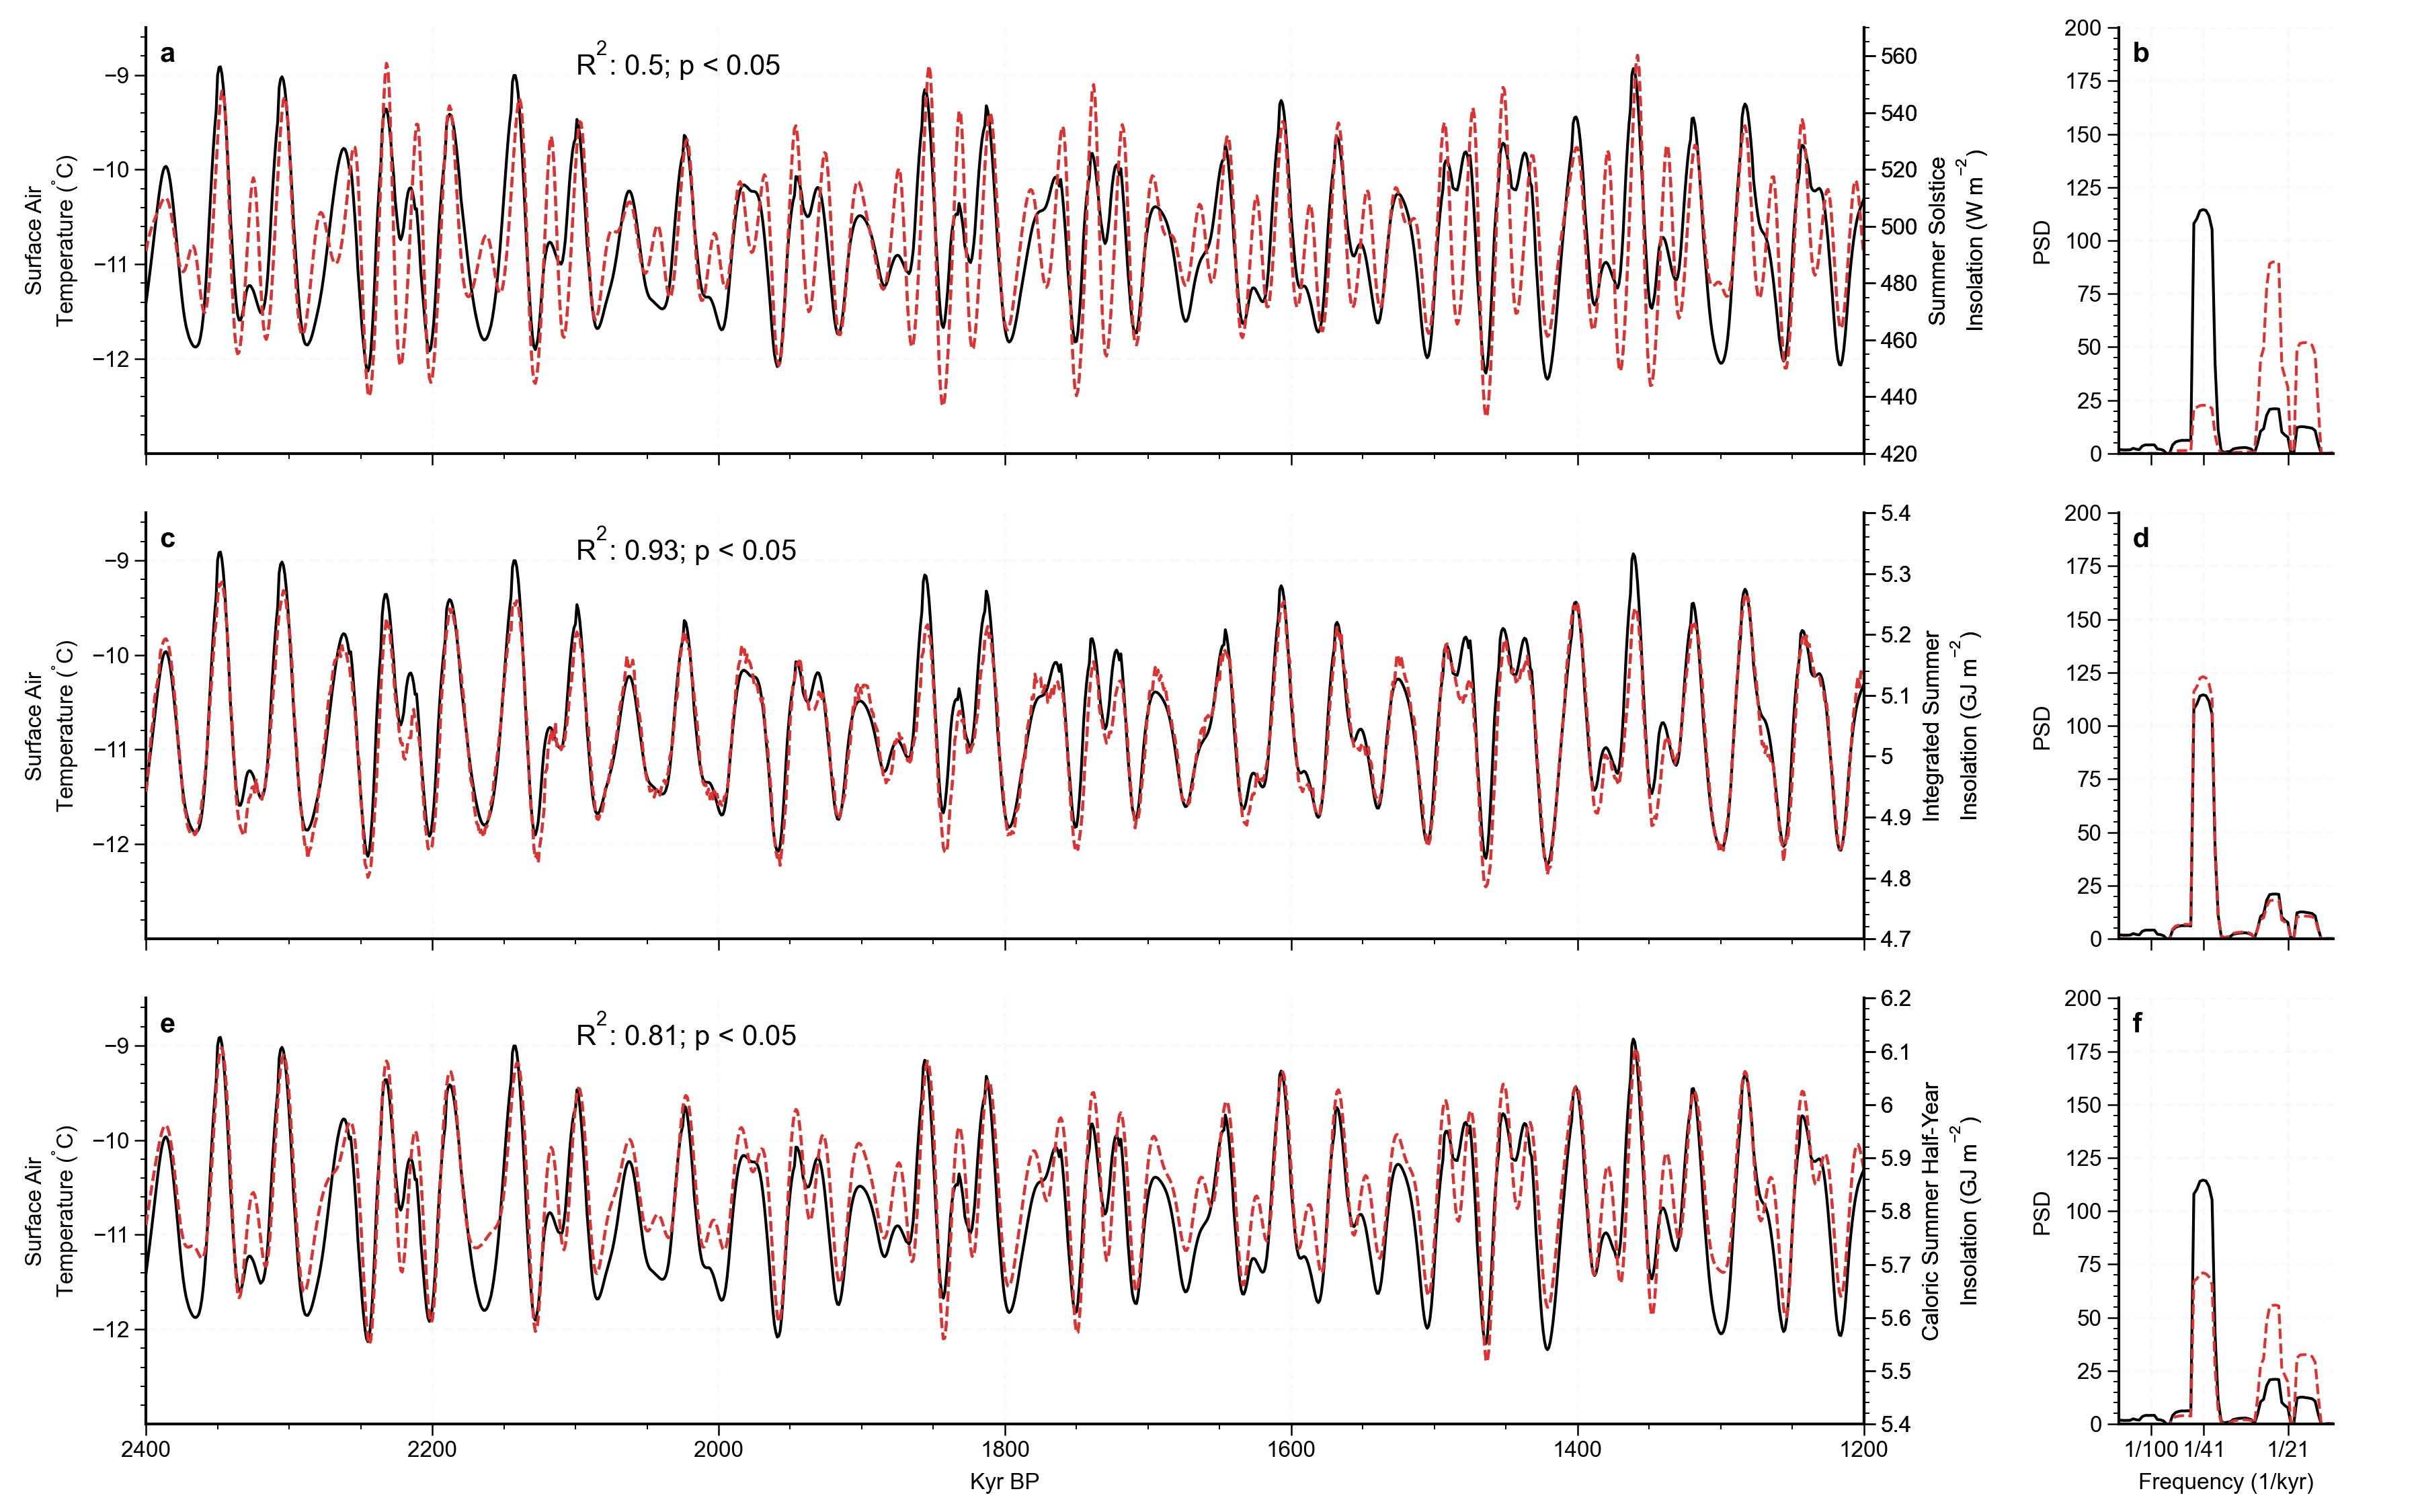 a
R²: 0.5; p < 0.05
Surface Air
Temperature (°C)
−9
−10
−11
−12
560
540
520
500
480
460
440
420
Summer Solstice
Insolation (W m⁻²)
b
PSD
200
175
150
125
100
75
50
25
0
c
R²: 0.93; p < 0.05
Surface Air
Temperature (°C)
−9
−10
−11
−12
5.4
5.3
5.2
5.1
5
4.9
4.8
4.7
Integrated Summer
Insolation (GJ m⁻²)
d
PSD
200
175
150
125
100
75
50
25
0
e
R²: 0.81; p < 0.05
Surface Air
Temperature (°C)
−9
−10
−11
−12
6.2
6.1
6
5.9
5.8
5.7
5.6
5.5
5.4
Caloric Summer Half-Year
Insolation (GJ m⁻²)
2400 2200 2000 1800 1600 1400 1200
Kyr BP
f
PSD
200
175
150
125
100
75
50
25
0
1/100 1/41 1/21
Frequency (1/kyr)